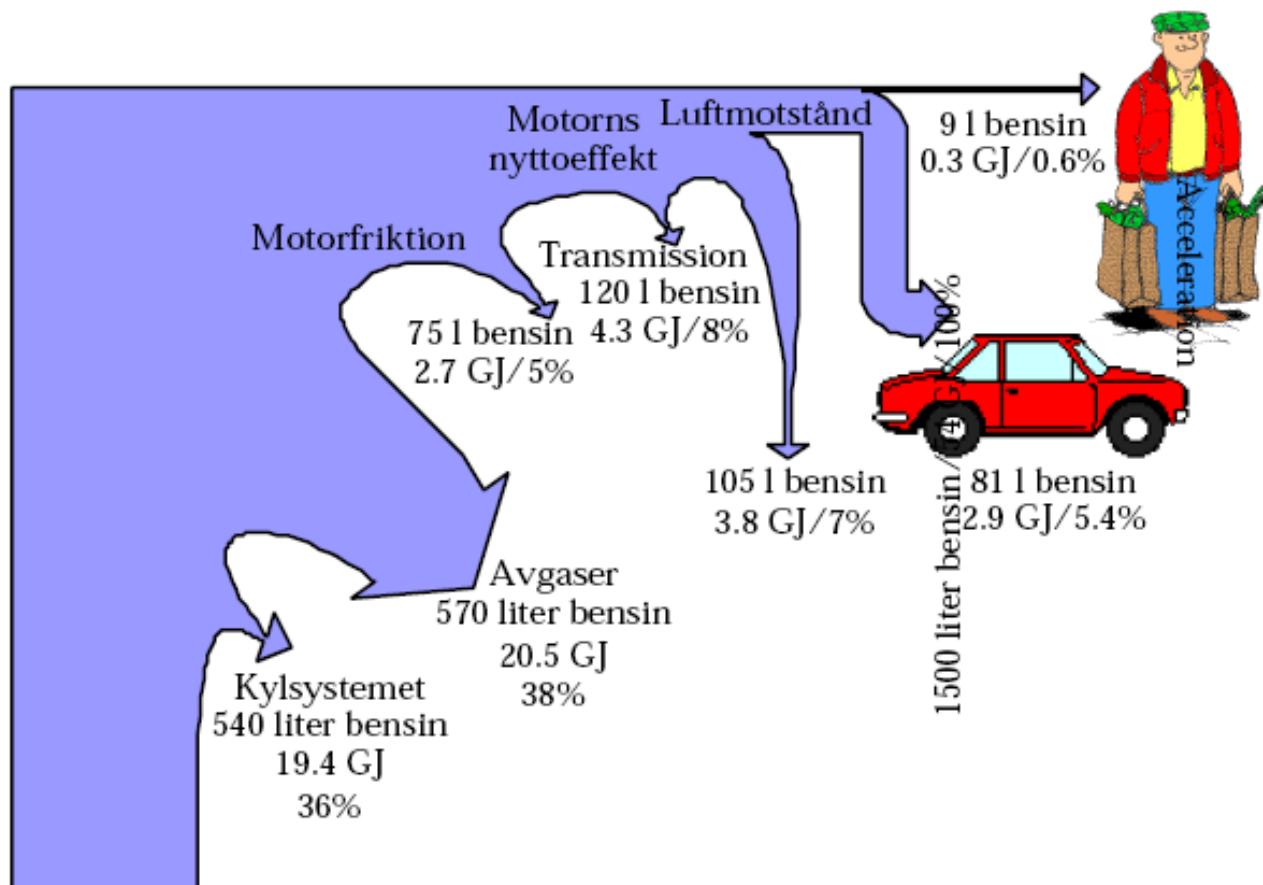 Luftmotstånd
Motorns
nyttoeffekt
9 l bensin
0.3 GJ/0.6%
Acceleration
Motorfriktion
Transmission
120 l bensin
4.3 GJ/8%
75 l bensin
2.7 GJ/5%
105 l bensin
3.8 GJ/7%
1500 liter bensin/ /100%
81 l bensin
2.9 GJ/5.4%
Avgaser
570 liter bensin
20.5 GJ
38%
Kylsystemet
540 liter bensin
19.4 GJ
36%